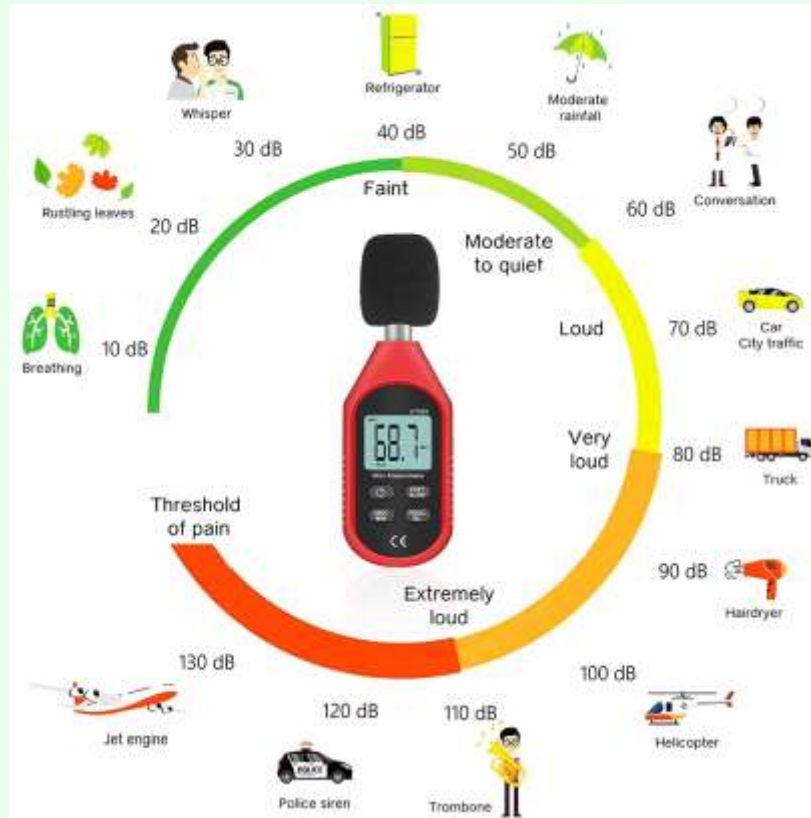 Whisper
30 dB
Refrigerator
40 dB
Moderate
rainfall
50 dB
Rustling leaves
20 dB
Faint
60 dB
Conversation
Moderate
to quiet
Breathing
10 dB
Loud
70 dB
Car
City traffic
68.7
Very
loud
80 dB
Truck
Threshold
of pain
CE
90 dB
Hairdryer
Extremely
loud
130 dB
Jet engine
100 dB
Helicopter
120 dB
POLICE
Police siren
110 dB
Trombone